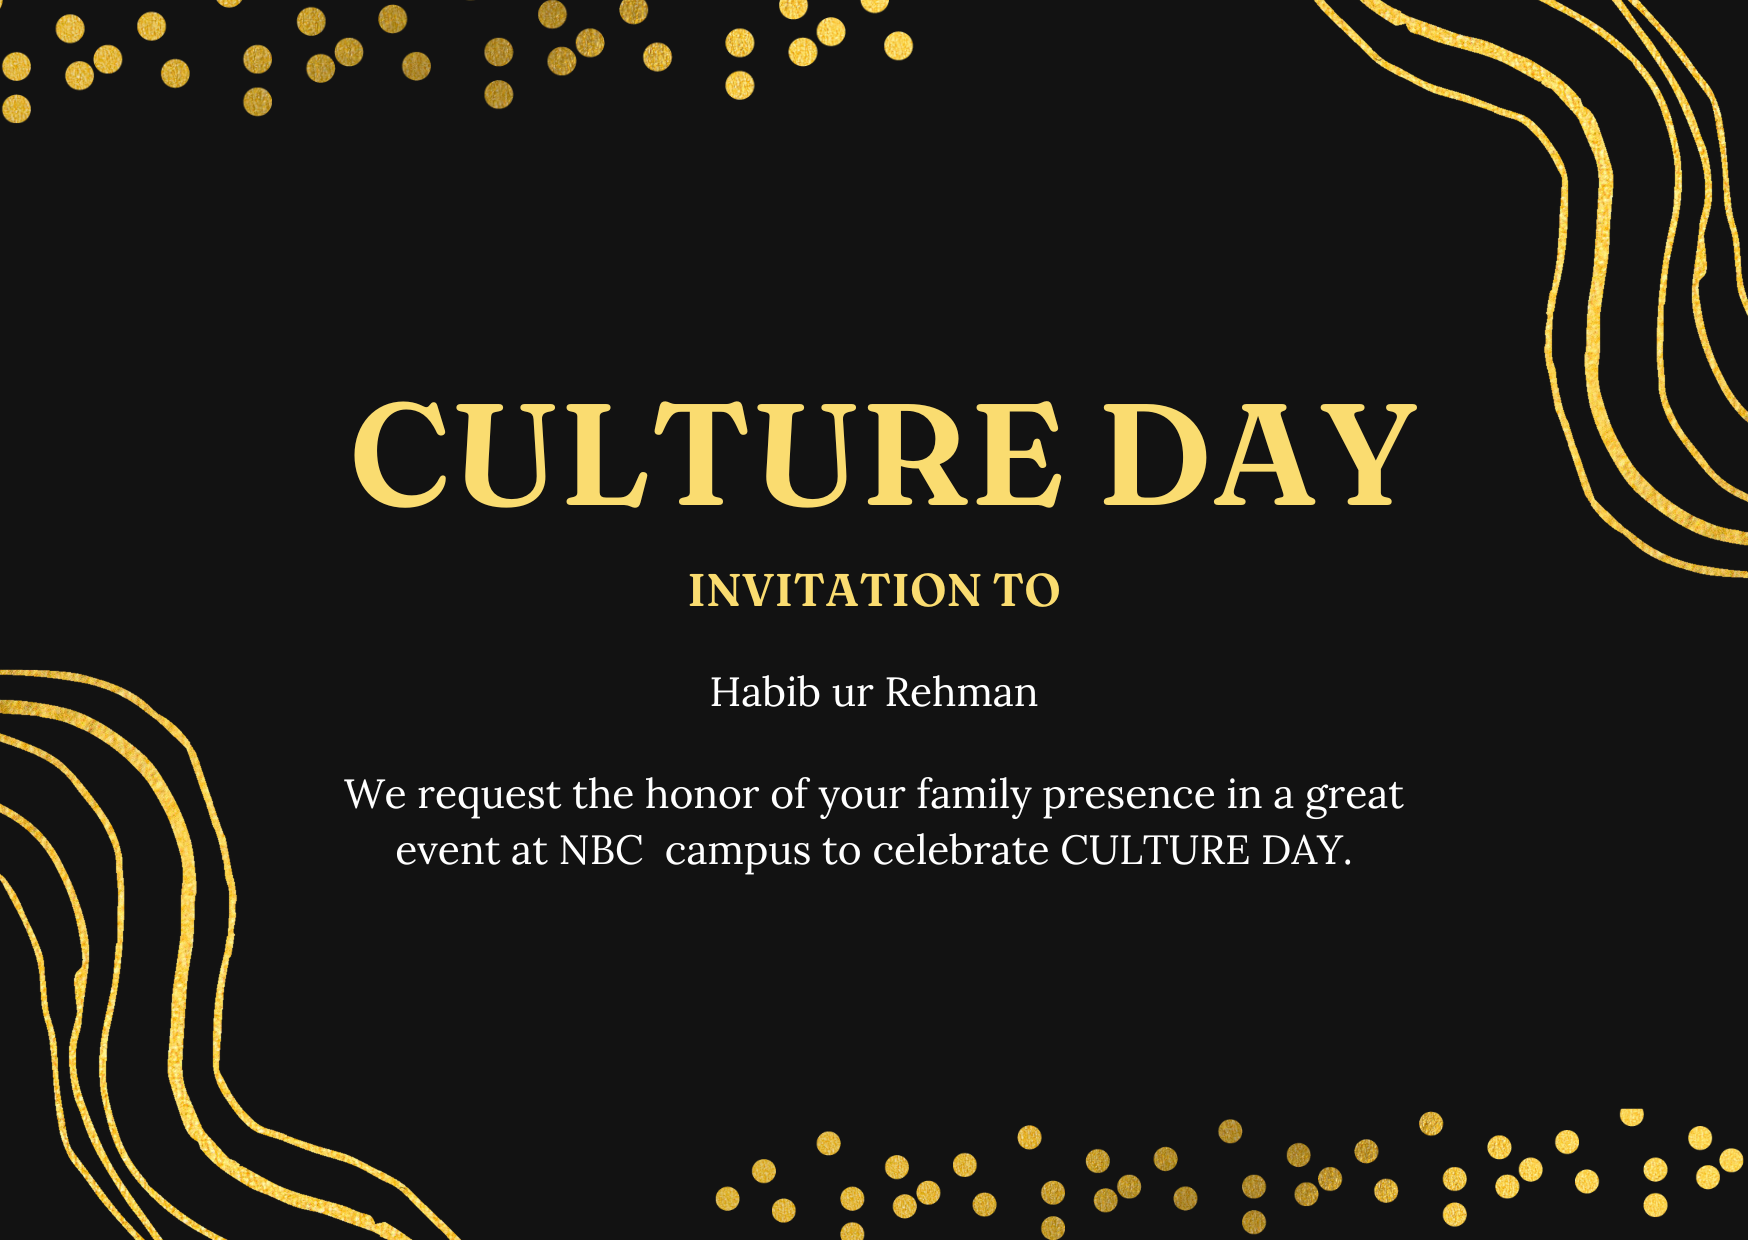 CULTURE DAY
INVITATION TO
Habib ur Rehman
We request the honor of your family presence in a great
event at NBC  campus to celebrate CULTURE DAY.